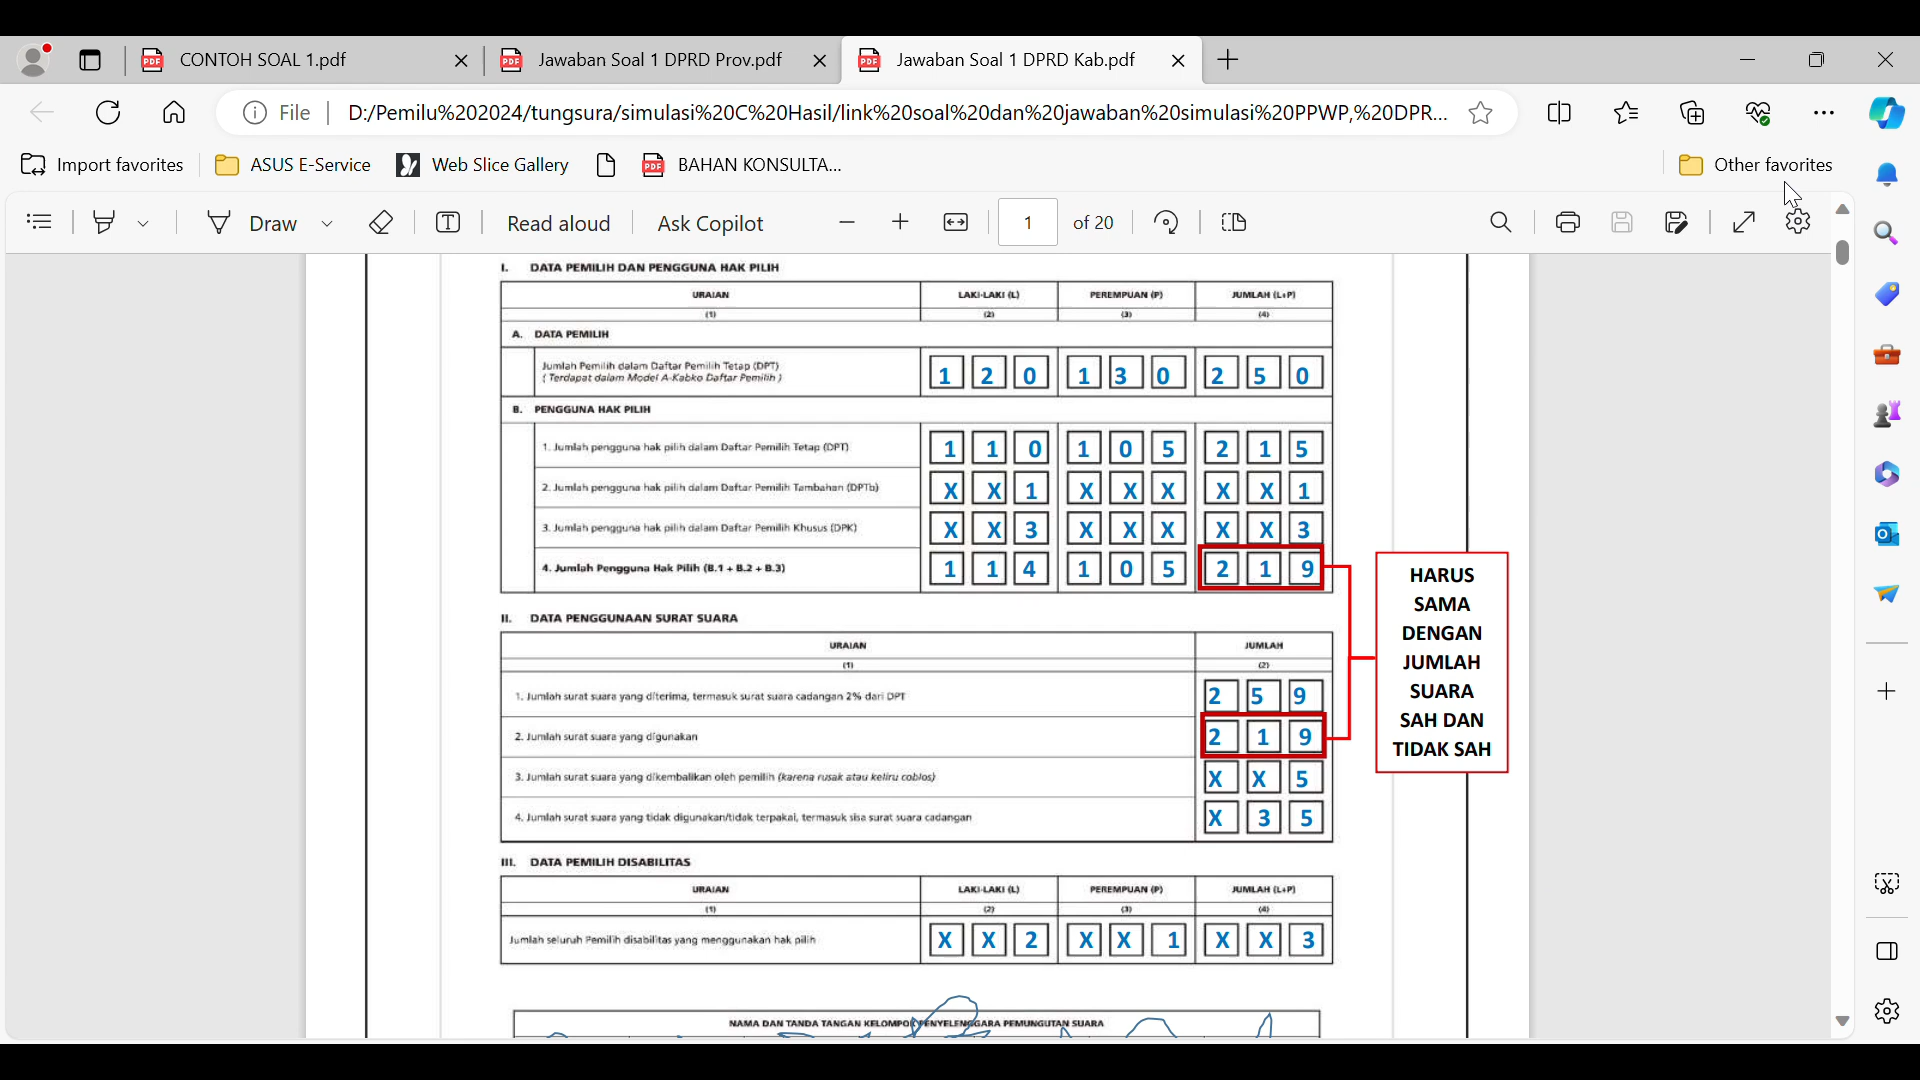 CONTOH SOAL 1.pdf
Jawaban Soal 1 DPRD Prov.pdf
Jawaban Soal 1 DPRD Kab.pdf
File
D:/Pemilu%202024/tungsura/simulasi%20C%20Hasil/link%20soal%20dan%20jawaban%20simulasi%20PPWP,%20DPR...
Import favorites
ASUS E-Service
Web Slice Gallery
BAHAN KONSULTA...
Other favorites
Draw
Read aloud
Ask Copilot
1 of 20
I. DATA PEMILIH DAN PENGGUNA HAK PILIH
URAIAN LAKI-LAKI (L) PEREMPUAN (P) JUMLAH (L+P)
(1) (2) (3) (4)
A. DATA PEMILIH
Jumlah Pemilih dalam Daftar Pemilih Tetap (DPT)
( Terdapat dalam Model A-Kabko Daftar Pemilih )
1 2 0 1 3 0 2 5 0
B. PENGGUNA HAK PILIH
1. Jumlah pengguna hak pilih dalam Daftar Pemilih Tetap (DPT) 1 1 0 1 0 5 2 1 5
2. Jumlah pengguna hak pilih dalam Daftar Pemilih Tambahan (DPTb) X X 1 X X X X X 1
3. Jumlah pengguna hak pilih dalam Daftar Pemilih Khusus (DPK) X X 3 X X X X X 3
4. Jumlah Pengguna Hak Pilih (B.1 + B.2 + B.3) 1 1 4 1 0 5 2 1 9
HARUS
SAMA
DENGAN
JUMLAH
SUARA
SAH DAN
TIDAK SAH
II. DATA PENGGUNAAN SURAT SUARA
URAIAN JUMLAH
(1) (2)
1. Jumlah surat suara yang diterima, termasuk surat suara cadangan 2% dari DPT 2 5 9
2. Jumlah surat suara yang digunakan 2 1 9
3. Jumlah surat suara yang dikembalikan oleh pemilih (karena rusak atau keliru coblos) X X 5
4. Jumlah surat suara yang tidak digunakan/tidak terpakai, termasuk sisa surat suara cadangan X 3 5
III. DATA PEMILIH DISABILITAS
URAIAN LAKI-LAKI (L) PEREMPUAN (P) JUMLAH (L+P)
(1) (2) (3) (4)
Jumlah seluruh Pemilih disabilitas yang menggunakan hak pilih X X 2 X X 1 X X 3
NAMA DAN TANDA TANGAN KELOMPOK PENYELENGGARA PEMUNGUTAN SUARA